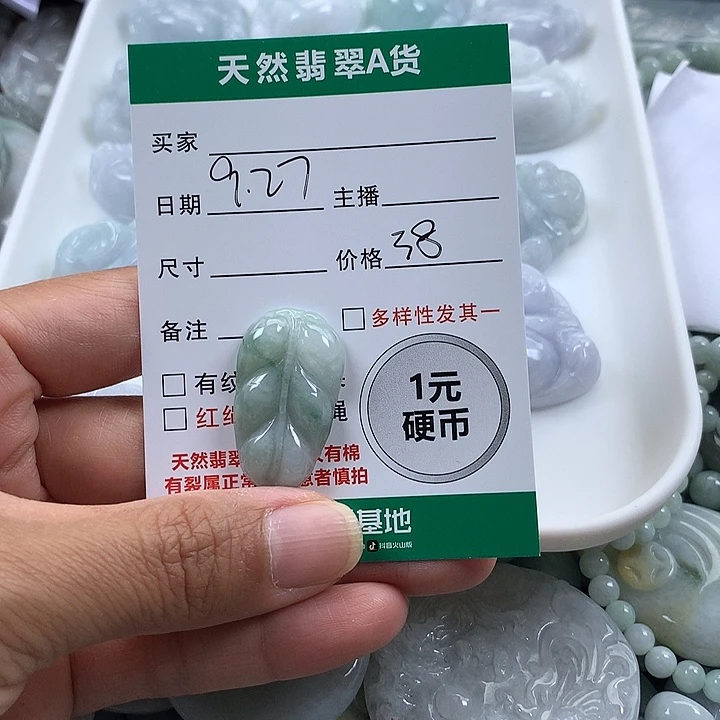 天然翡翠A货
买家
日期 9.27 主播
尺寸 价格 38
备注
多样性发其一
有纹
红 绳
1元
硬币
天然翡翠 有棉
有裂属正常 者慎拍
基地
抖音火山版